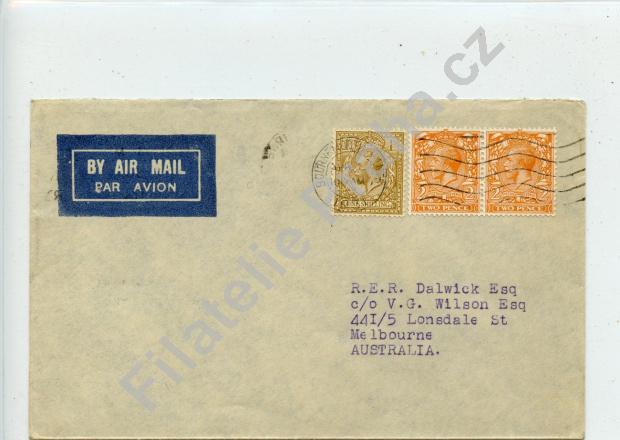 BY AIR MAIL
PAR AVION
ONE SHILLING
TWO PENCE
TWO PENCE
R.E.R. Dalwick Esq
c/o V.G. Wilson Esq
44I/5 Lonsdale St
Melbourne
AUSTRALIA.
Filatelie Praha.cz